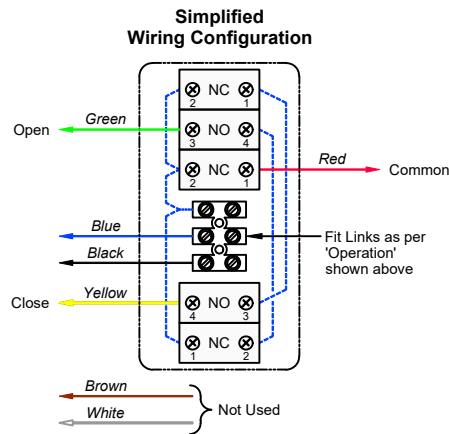 Simplified
Wiring Configuration
2 NC 1
Green
Open
3 NO 4
Red
2 NC 1
Common
Blue
Fit Links as per
'Operation'
shown above
Black
Yellow
Close
4 NO 3
1 NC 2
Brown
White
Not Used